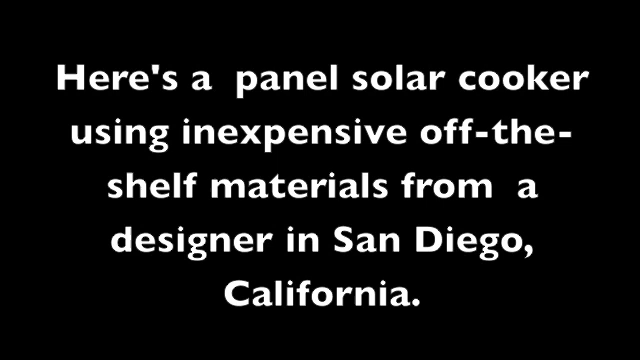 Here's a  panel solar cooker
using inexpensive off-the-
shelf materials from  a
designer in San Diego,
California.